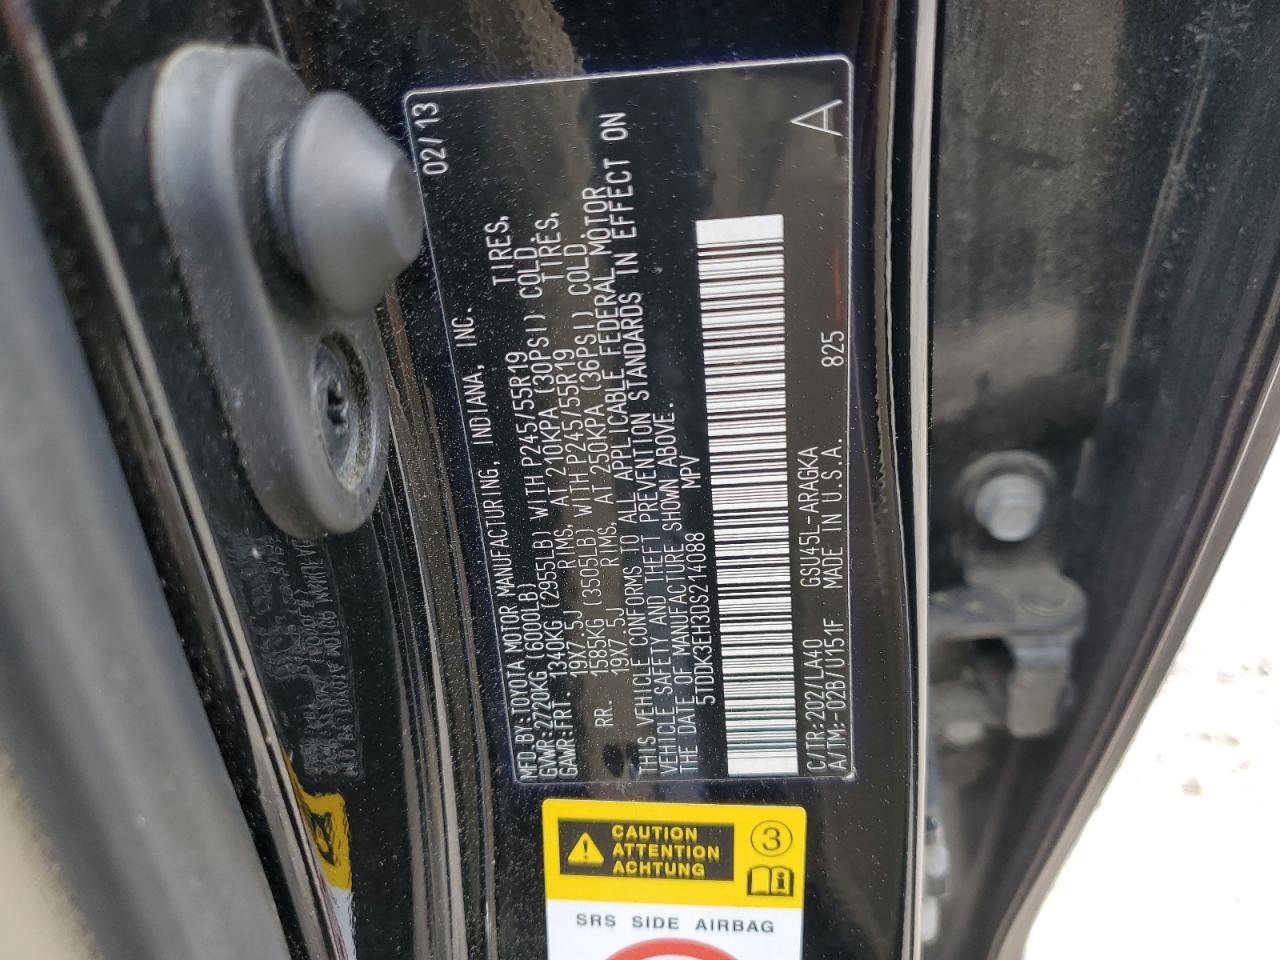 MFD.BY:TOYOTA MOTOR MANUFACTURING, INDIANA, INC. 02/13
GVWR:2720KG (6000LB)
GAWR:FRT. 1340KG (2955LB) WITH P245/55R19 TIRES,
19X7.5J RIMS, AT 210KPA (30PSI) COLD.
RR. 1585KG (3505LB) WITH P245/55R19 TIRES,
19X7.5J RIMS, AT 250KPA (36PSI) COLD.
THIS VEHICLE CONFORMS TO ALL APPLICABLE FEDERAL MOTOR
VEHICLE SAFETY AND THEFT PREVENTION STANDARDS IN EFFECT ON
THE DATE OF MANUFACTURE SHOWN ABOVE.
5TDDK3EH3DS214088 MPV
C/TR:202/LA40 GSU45L-ARAGKA 825 A
A/TM:-02B/U151F MADE IN U.S.A.
CAUTION
ATTENTION
ACHTUNG
3
i
SRS SIDE AIRBAG